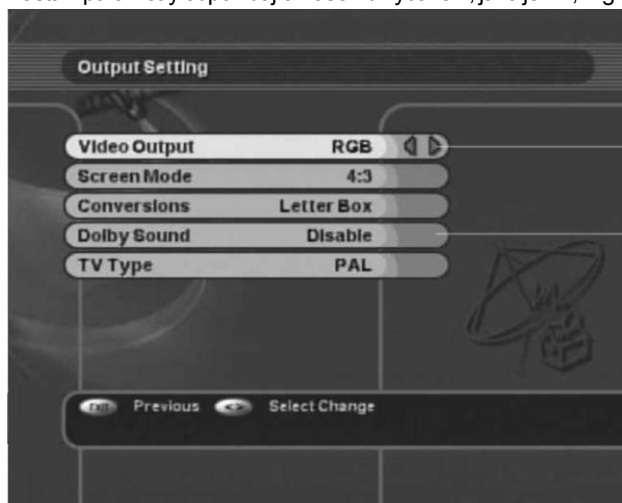 Output Setting
Video Output RGB
Screen Mode 4:3
Conversions Letter Box
Dolby Sound Disable
TV Type PAL
EXIT Previous <> Select Change